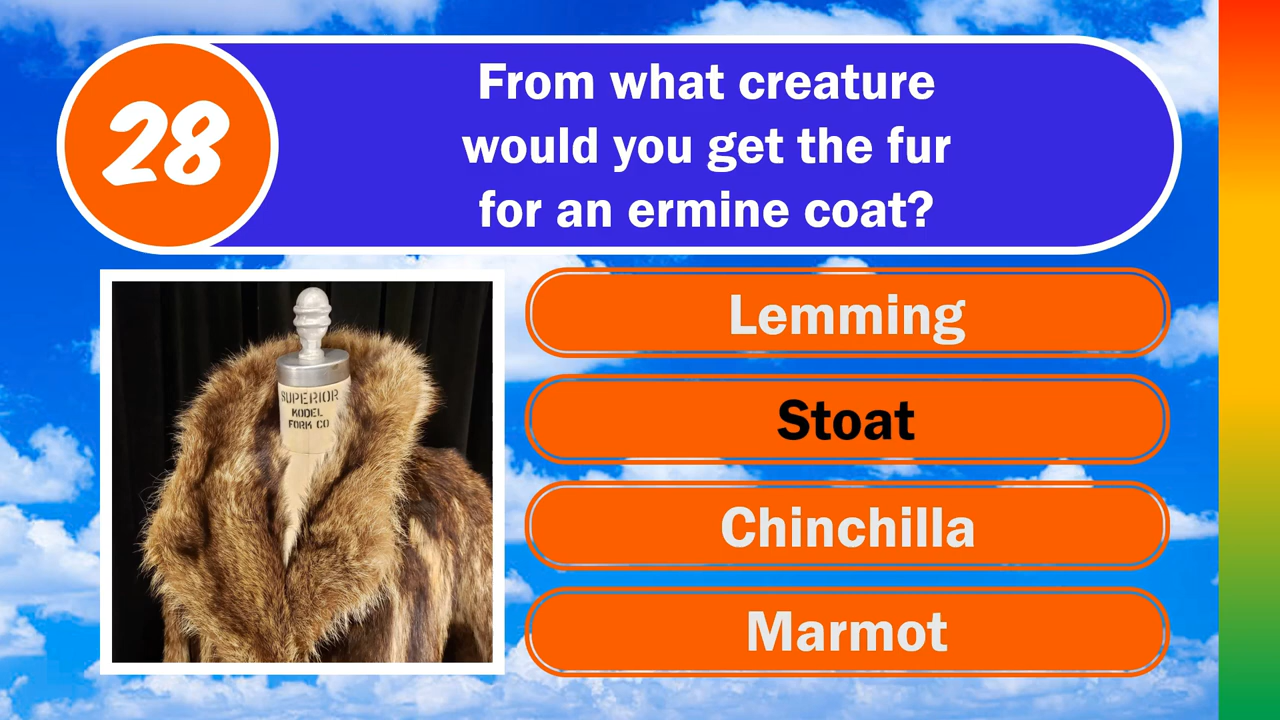 28
From what creature
would you get the fur
for an ermine coat?
SUPERIOR
MODEL
FORM CO
Lemming
Stoat
Chinchilla
Marmot